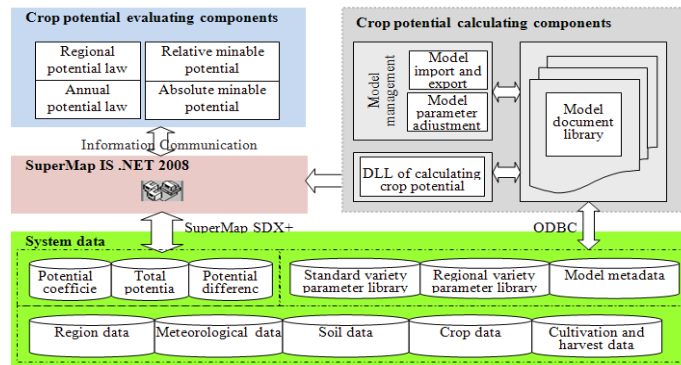 Crop potential evaluating components
Regional
potential law
Relative minable
potential
Annual
potential law
Absolute minable
potential
Information Communication
SuperMap IS .NET 2008
SuperMap SDX+
Crop potential calculating components
Model
management
Model
import and
export
Model
parameter
adjustment
Model
document
library
DLL of calculating
crop potential
ODBC
System data
Potential
coefficie
Total
potentia
Potential
differenc
Standard variety
parameter library
Regional variety
parameter library
Model metadata
Region data
Meteorological data
Soil data
Crop data
Cultivation and
harvest data